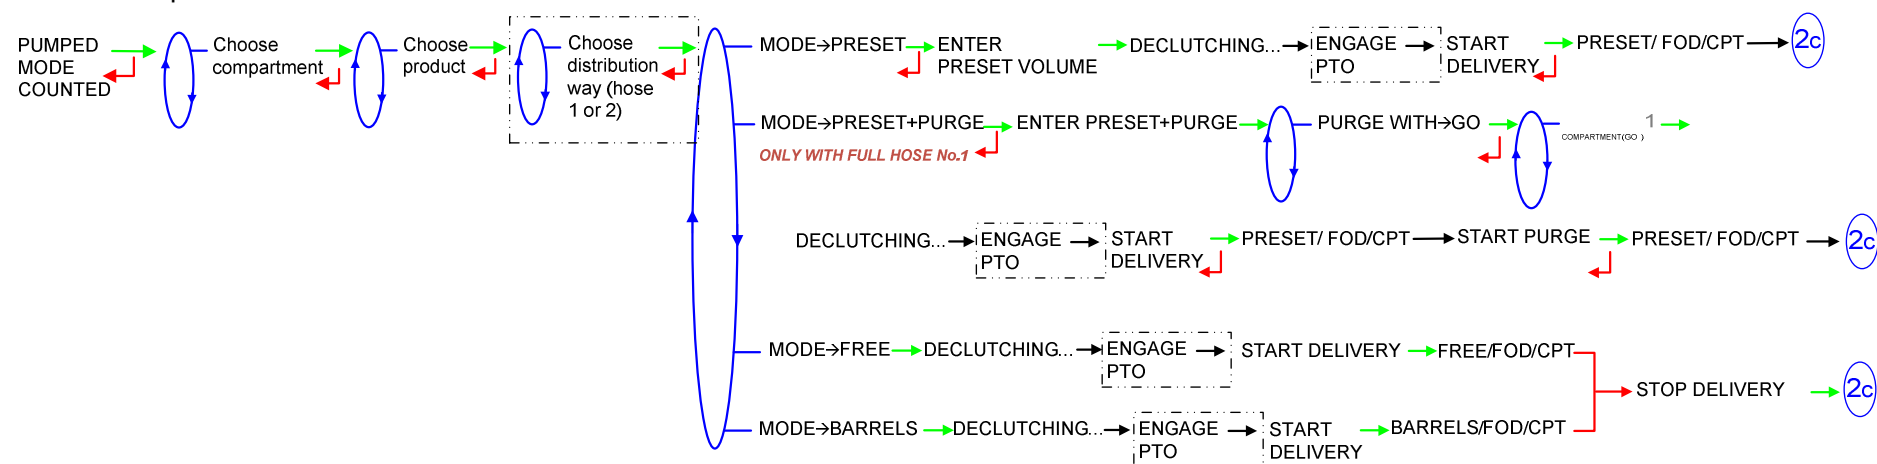 PUMPED
MODE
COUNTED
Choose
compartment
Choose
product
Choose
distribution
way (hose
1 or 2)
MODE→PRESET
ENTER
PRESET VOLUME
DECLUTCHING...
ENGAGE
PTO
START
DELIVERY
PRESET/ FOD/CPT
2c
MODE→PRESET+PURGE
ONLY WITH FULL HOSE No.1
ENTER PRESET+PURGE
PURGE WITH→GO
COMPARTMENT(GO )
1
DECLUTCHING...
ENGAGE
PTO
START
DELIVERY
PRESET/ FOD/CPT
START PURGE
PRESET/ FOD/CPT
2c
MODE→FREE
DECLUTCHING...
ENGAGE
PTO
START DELIVERY
FREE/FOD/CPT
STOP DELIVERY
2c
MODE→BARRELS
DECLUTCHING...
ENGAGE
PTO
START
DELIVERY
BARRELS/FOD/CPT